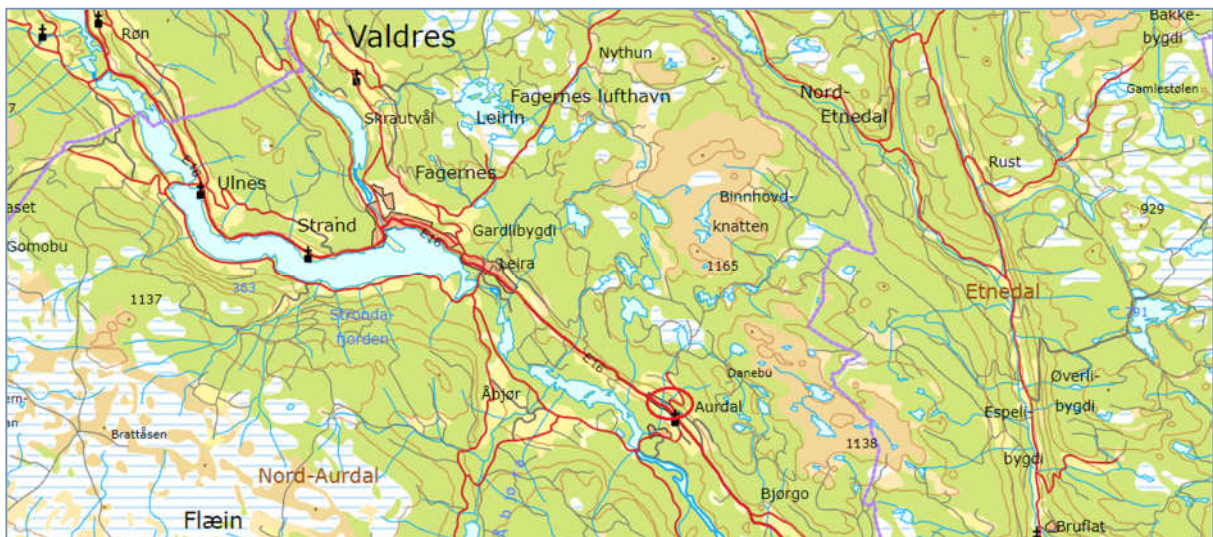 Røn
Valdres
Bakke-
bygdi
Nythun
Gamlestølen
Fagernes lufthavn
Nord-
Etnedal
Skrautvål
Leirin
Rust
E16
Ulnes
Fagernes
Binnhovd-
knatten
929
Strand
Gardlibygdi
E16
Gomobu
Leira
1165
363
Etnedal
1137
Stronda-
fjorden
E16
Danebu
Øverli-
bygdi
Åbjør
Aurdal
Espeli-
bygdi
Brattåsen
1138
Nord-Aurdal
Bjørgo
Flæin
Bruflat